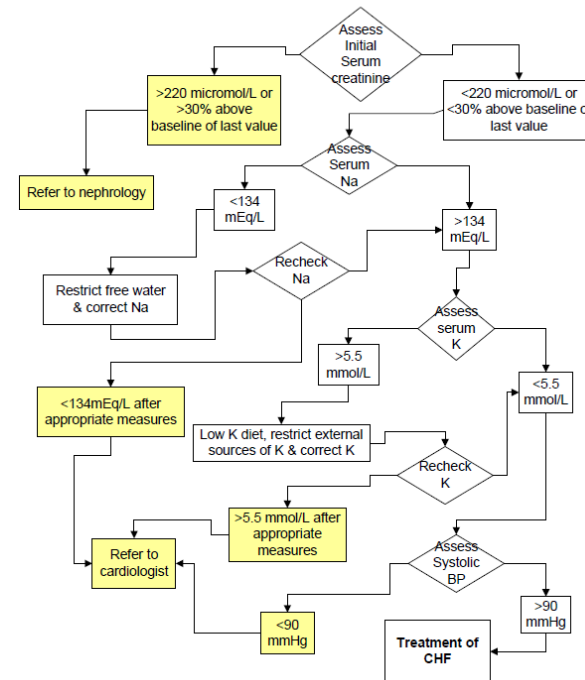 Assess
Initial
Serum
creatinine
>220 micromol/L or
>30% above
baseline of last value
<220 micromol/L or
<30% above baseline of
last value
Assess
Serum
Na
Refer to nephrology
<134
mEq/L
>134
mEq/L
Recheck
Na
Restrict free water
& correct Na
Assess
serum
K
>5.5
mmol/L
<5.5
mmol/L
<134mEq/L after
appropriate measures
Low K diet, restrict external
sources of K & correct K
Recheck
K
>5.5 mmol/L after
appropriate
measures
Refer to
cardiologist
Assess
Systolic
BP
<90
mmHg
>90
mmHg
Treatment of
CHF